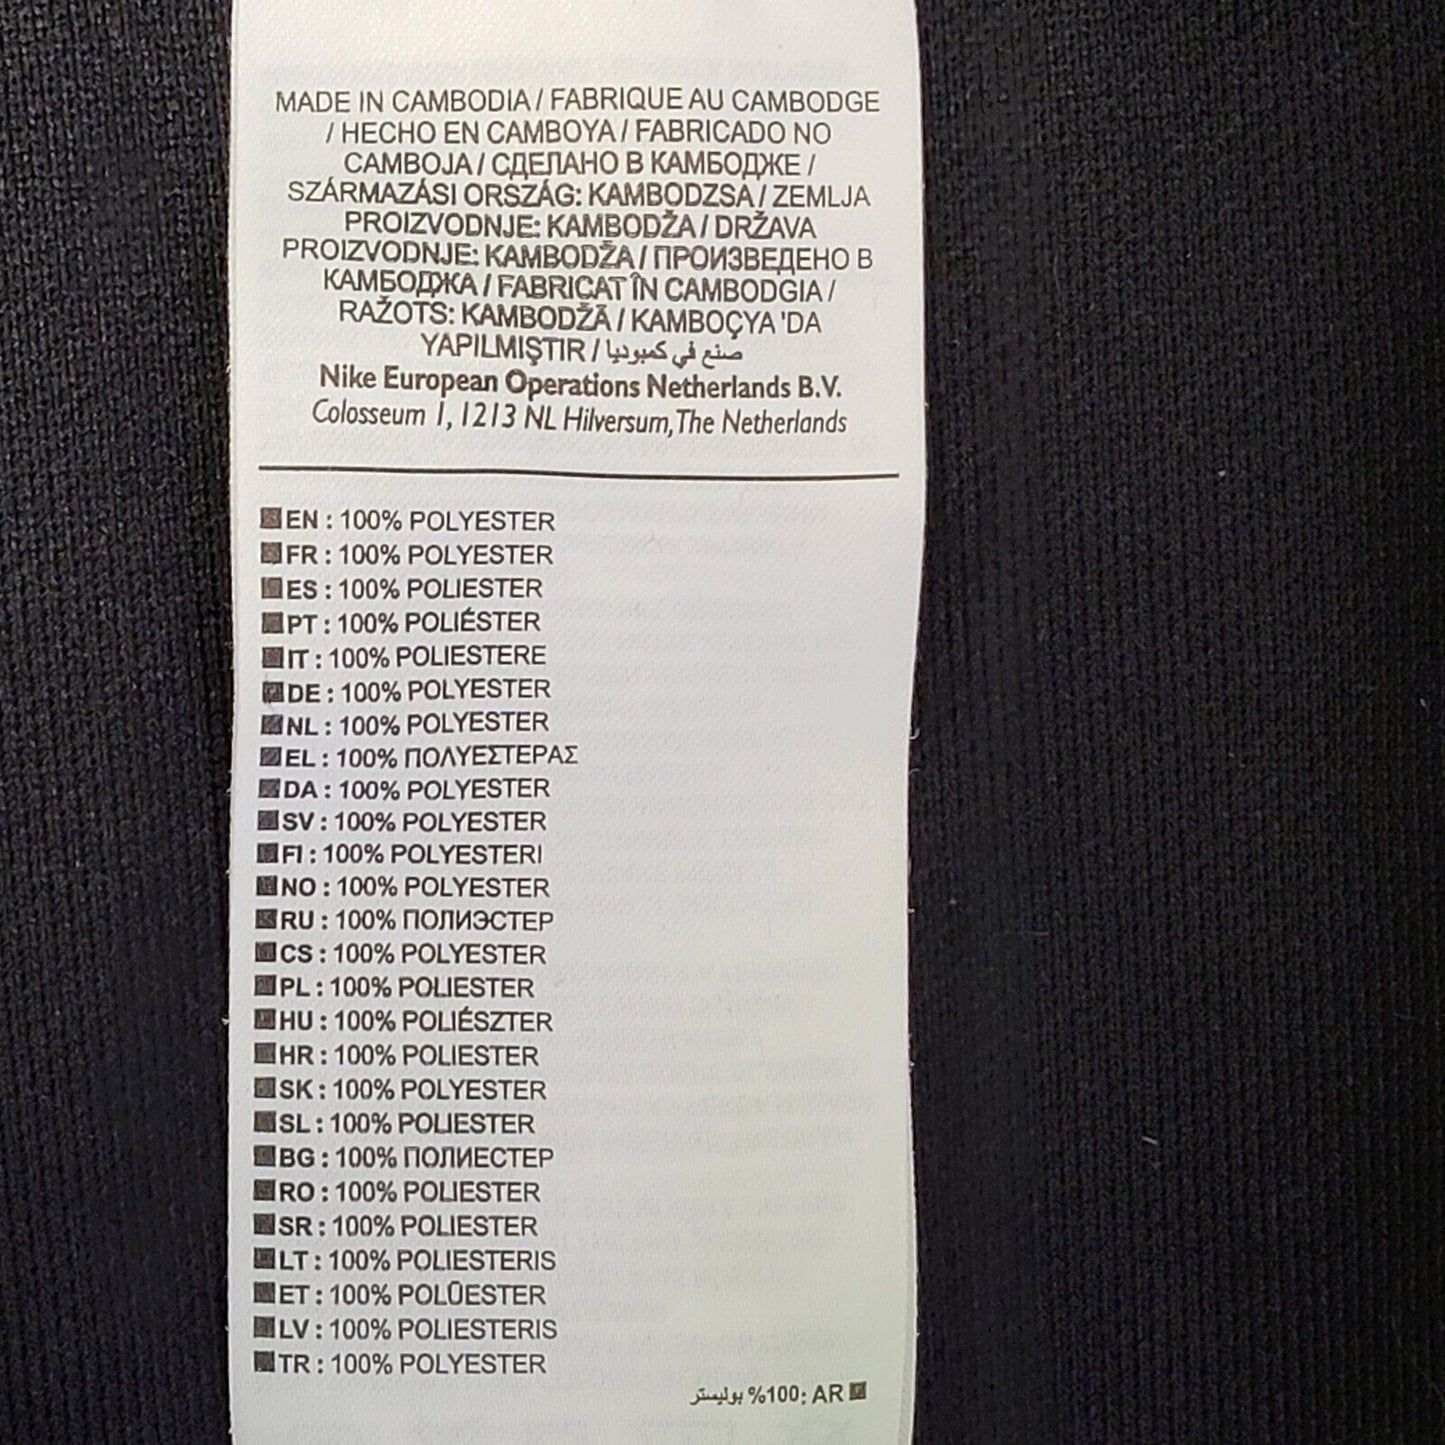 MADE IN CAMBODIA / FABRIQUE AU CAMBODGE
/ HECHO EN CAMBOYA / FABRICADO NO
CAMBOJA / СДЕЛАНО В КАМБОДЖЕ /
SZÁRMAZÁSI ORSZÁG: KAMBODZSA / ZEMLJA
PROIZVODNJE: KAMBODŽA / DRŽAVA
PROIZVODNJE: KAMBODŽA / ПРОИЗВЕДЕНО В
КАМБОДЖА / FABRICAT ÎN CAMBODGIA /
RAŽOTS: KAMBODŽĀ / KAMBOÇYA 'DA
YAPILMIŞTIR / صنع في كمبوديا
Nike European Operations Netherlands B.V.
Colosseum 1, 1213 NL Hilversum, The Netherlands
EN : 100% POLYESTER
FR : 100% POLYESTER
ES : 100% POLIESTER
PT : 100% POLIÉSTER
IT : 100% POLIESTERE
DE : 100% POLYESTER
NL : 100% POLYESTER
EL : 100% ΠΟΛΥΕΣΤΕΡΑΣ
DA : 100% POLYESTER
SV : 100% POLYESTER
FI : 100% POLYESTERI
NO : 100% POLYESTER
RU : 100% ПОЛИЭСТЕР
CS : 100% POLYESTER
PL : 100% POLIESTER
HU : 100% POLIÉSZTER
HR : 100% POLIESTER
SK : 100% POLYESTER
SL : 100% POLIESTER
BG : 100% ПОЛИЕСТЕР
RO : 100% POLIESTER
SR : 100% POLIESTER
LT : 100% POLIESTERIS
ET : 100% POLÜESTER
LV : 100% POLIESTERIS
TR : 100% POLYESTER
AR :100% بوليستر